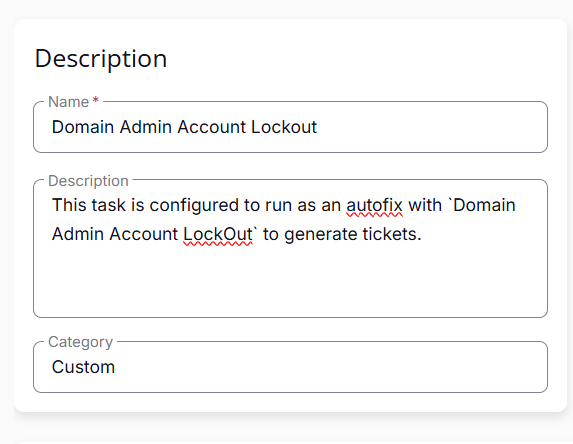 Description
Name *
Domain Admin Account Lockout
Description
This task is configured to run as an autofix with `Domain
Admin Account LockOut` to generate tickets.
Category
Custom